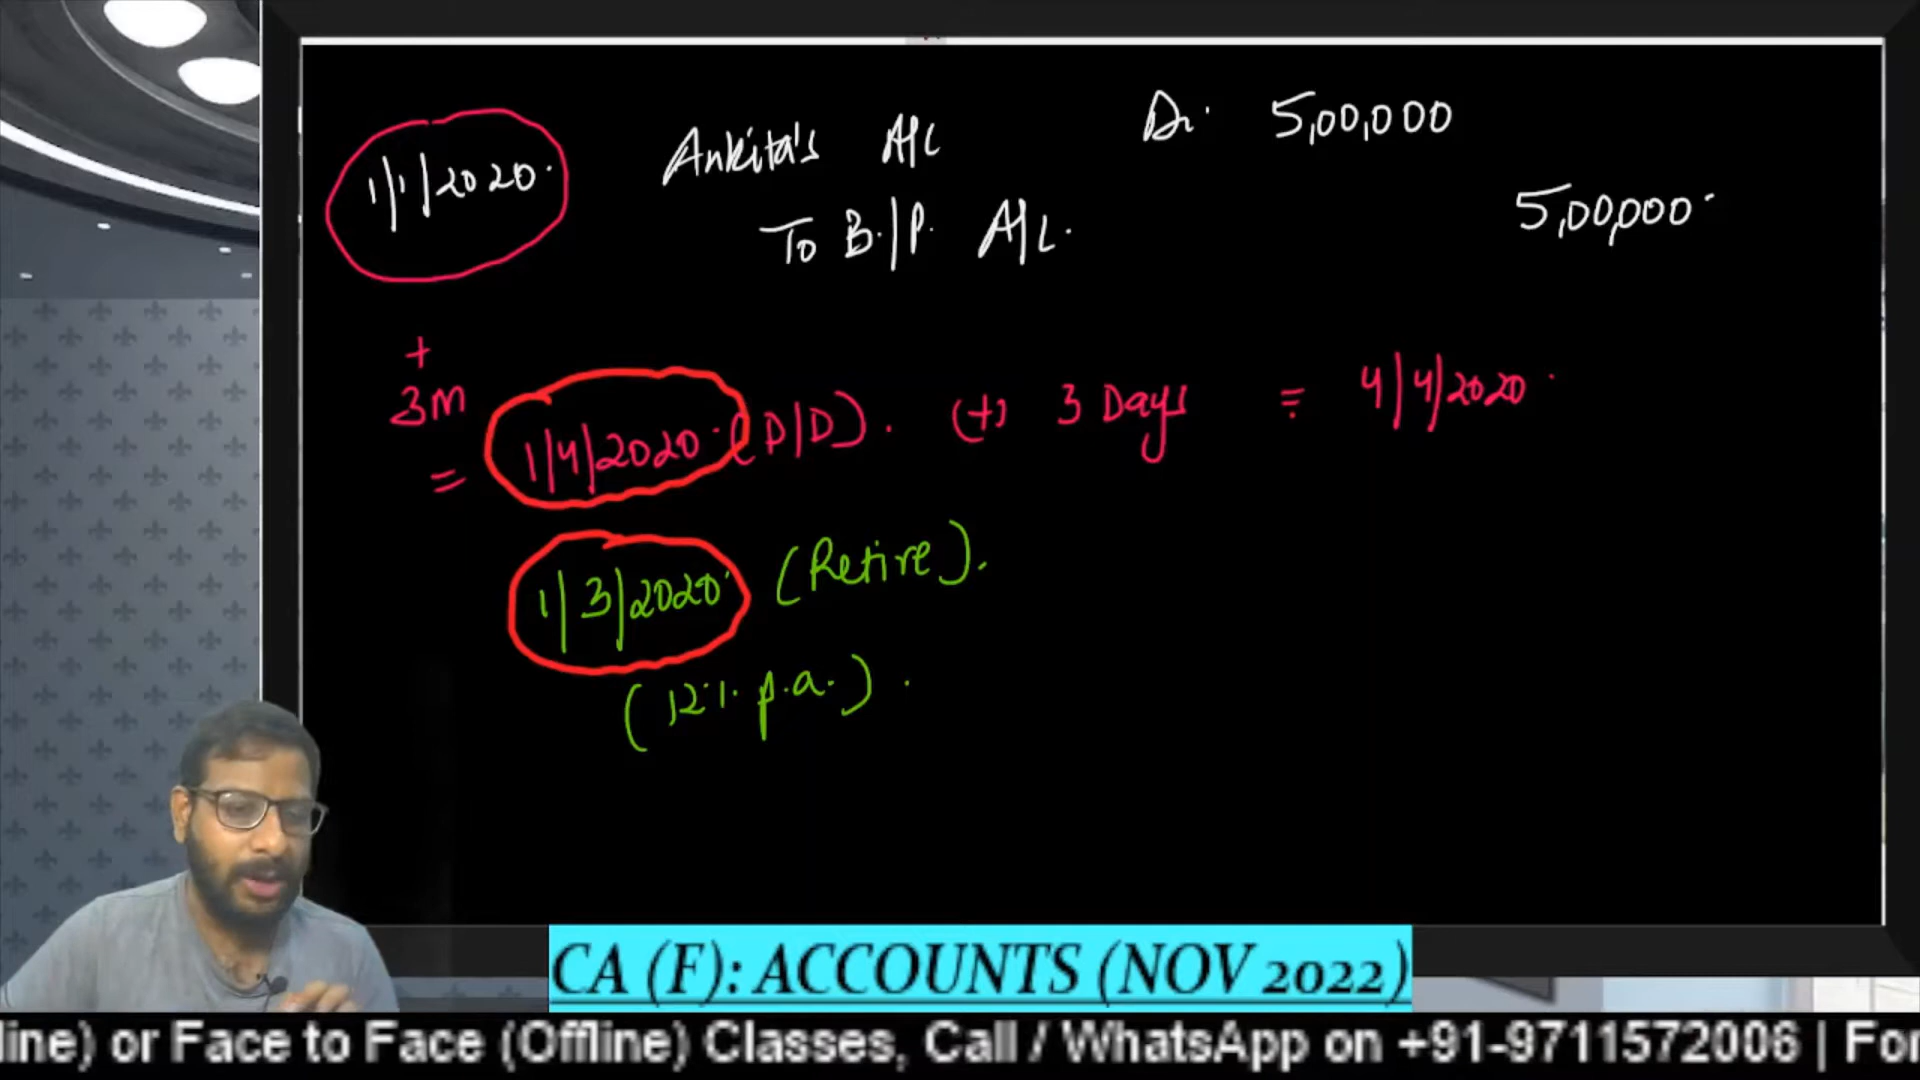 1/1/2020. Ankita's A/c Dr. 5,00,000
To B./P. A/c. 5,00,000.
+
3m
= 1/4/2020. (D/D). (+) 3 Days = 4/4/2020.
1/3/2020. (Retire).
(12% p.a.).
CA (F): ACCOUNTS (NOV 2022)
line) or Face to Face (Offline) Classes, Call / WhatsApp on +91-9711572006 | For